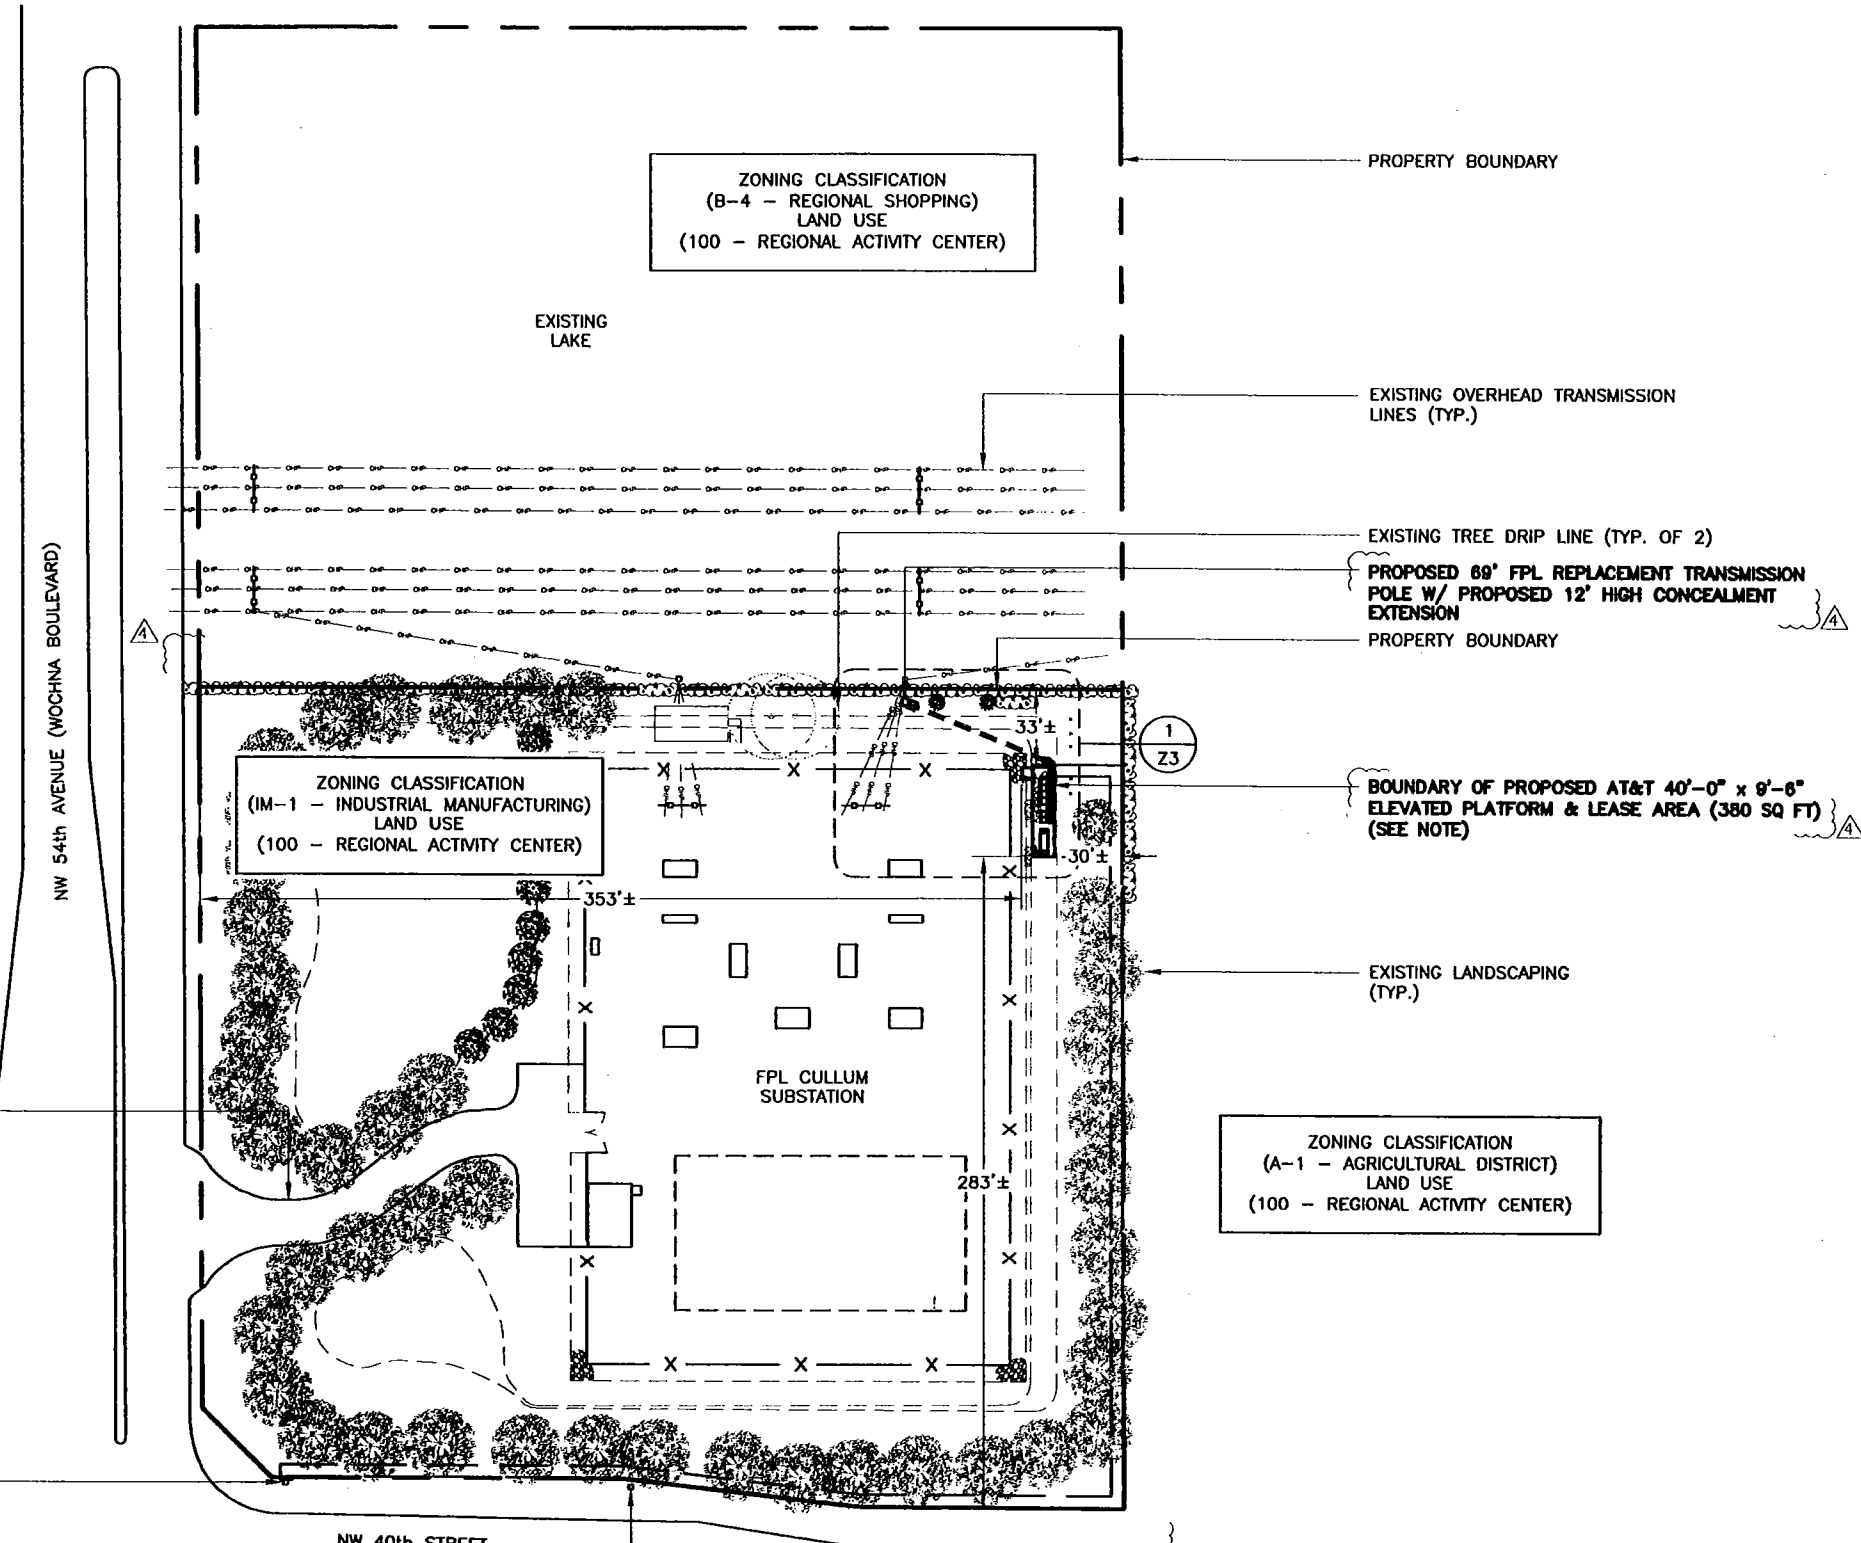 ZONING CLASSIFICATION
(B-4 - REGIONAL SHOPPING)
LAND USE
(100 - REGIONAL ACTIVITY CENTER)
PROPERTY BOUNDARY
EXISTING
LAKE
EXISTING OVERHEAD TRANSMISSION
LINES (TYP.)
EXISTING TREE DRIP LINE (TYP. OF 2)
PROPOSED 69' FPL REPLACEMENT TRANSMISSION
POLE W/ PROPOSED 12' HIGH CONCEALMENT
EXTENSION
4
PROPERTY BOUNDARY
4
NW 54th AVENUE (WOCHNA BOULEVARD)
33'±
1
Z3
ZONING CLASSIFICATION
(IM-1 - INDUSTRIAL MANUFACTURING)
LAND USE
(100 - REGIONAL ACTIVITY CENTER)
BOUNDARY OF PROPOSED AT&T 40'-0" x 9'-6"
ELEVATED PLATFORM & LEASE AREA (380 SQ FT)
(SEE NOTE)
4
30'±
353'±
EXISTING LANDSCAPING
(TYP.)
FPL CULLUM
SUBSTATION
283'±
ZONING CLASSIFICATION
(A-1 - AGRICULTURAL DISTRICT)
LAND USE
(100 - REGIONAL ACTIVITY CENTER)
NW 40th STREET